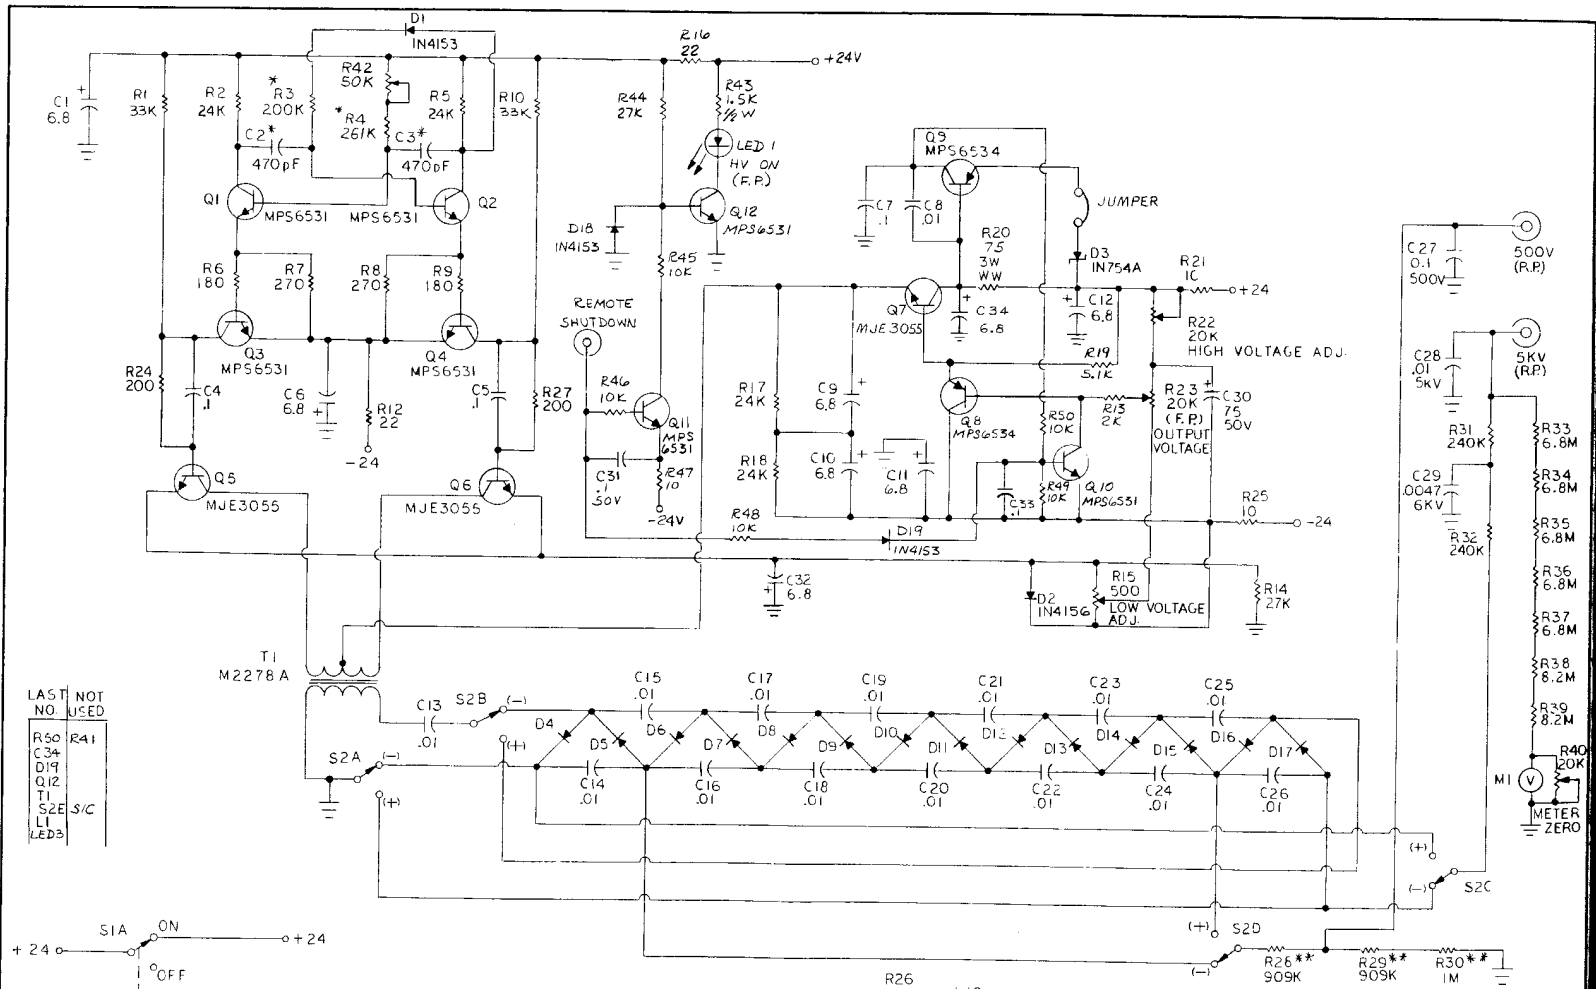 D1
1N4153
R16
22
+24V
C1
6.8
+
R1
33K
R2
24K
*
R3
200K
R42
50K
*
R4
261K
R5
24K
R10
33K
C2*
470pF
C3*
470pF
R44
27K
R43
1.5K
1/2 W
LED 1
HV ON
(F.P.)
Q1
MPS6531
MPS6531
Q2
Q12
MPS6531
D18
1N4153
R45
10K
R6
180
R7
270
R8
270
R9
180
Q3
MPS6531
Q4
MPS6531
R24
200
C4
.1
C6
6.8
+
R12
22
-24
C5
.1
R27
200
Q5
MJE3055
Q6
MJE3055
REMOTE
SHUTDOWN
R46
10K
Q11
MPS
6531
C31
.1
50V
R47
10
-24V
R48
10K
D19
1N4153
Q9
MPS6534
C7
.1
C8
.01
JUMPER
R20
75
3W
WW
D3
1N754A
R21
10
+24
Q7
MJE3055
+
C34
6.8
+
C12
6.8
R22
20K
HIGH VOLTAGE ADJ.
R19
5.1K
R17
24K
C9
6.8
+
Q8
MPS6534
R50
10K
R13
2K
R23
20K
(F.P.)
OUTPUT
VOLTAGE
+
C30
75
50V
R18
24K
C10
6.8
+
C11
6.8
+
C33
.1
R49
10K
Q10
MPS6531
R25
10
-24
C32
6.8
+
D2
1N4156
R15
500
LOW VOLTAGE
ADJ.
R14
27K
C27
0.1
500V
500V
(R.P.)
C28
.01
5KV
5KV
(R.P.)
R31
240K
C29
.0047
6KV
R32
240K
R33
6.8M
R34
6.8M
R35
6.8M
R36
6.8M
R37
6.8M
R38
8.2M
R39
8.2M
R40
20K
M1
V
METER
ZERO
T1
M2278A
LAST NO.
NOT USED
R50 R41
C34
D19
Q12
T1
S2E S1C
L1
LED3
C13
.01
S2B
(-)
(+)
S2A
(-)
(+)
C15
.01
C17
.01
C19
.01
C21
.01
C23
.01
C25
.01
D4
D5
D6
D7
D8
D9
D10
D11
D12
D13
D14
D15
D16
D17
C14
.01
C16
.01
C18
.01
C20
.01
C22
.01
C24
.01
C26
.01
(+)
(-)
S2C
(+)
S2D
(-)
R28**
909K
R29**
909K
R30**
1M
+24
S1A
ON
OFF
+24
R26